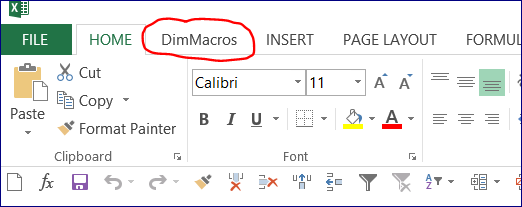 FILE HOME DimMacros INSERT PAGE LAYOUT FORMUL
Cut
Copy
Paste
Format Painter
Clipboard
Calibri 11 A A
B I U A
Font
fx A Z